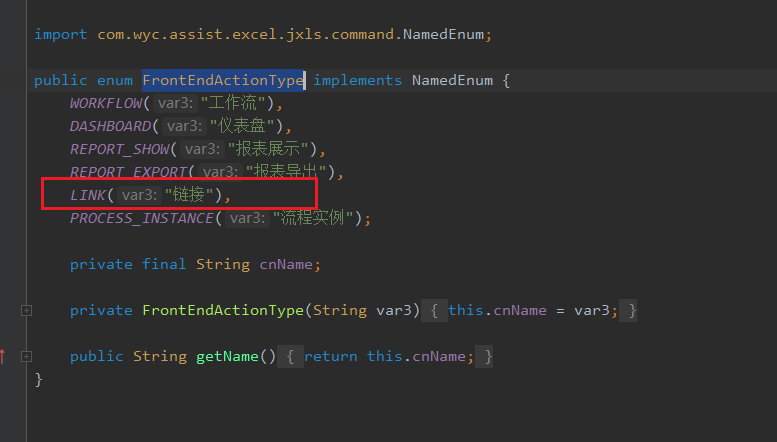 import com.wyc.assist.excel.jxls.command.NamedEnum;
public enum FrontEndActionType implements NamedEnum {
WORKFLOW( var3: "工作流"),
DASHBOARD( var3: "仪表盘"),
REPORT_SHOW( var3: "报表展示"),
REPORT_EXPORT( var3: "报表导出"),
LINK( var3: "链接"),
PROCESS_INSTANCE( var3: "流程实例");
private final String cnName;
private FrontEndActionType(String var3) { this.cnName = var3; }
public String getName() { return this.cnName; }
}